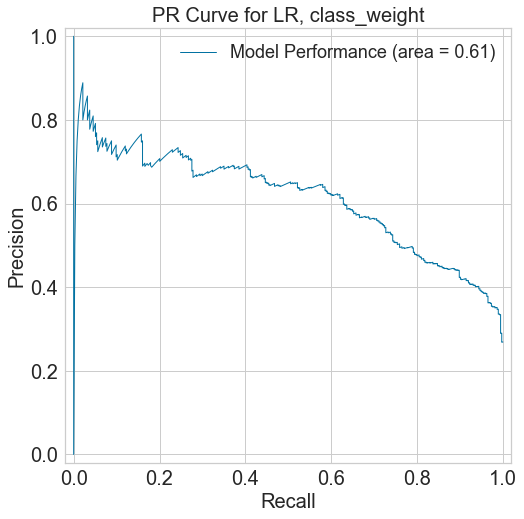 PR Curve for LR, class_weight
Model Performance (area = 0.61)
1.0
0.8
0.6
0.4
0.2
0.0
Precision
0.0 0.2 0.4 0.6 0.8 1.0
Recall